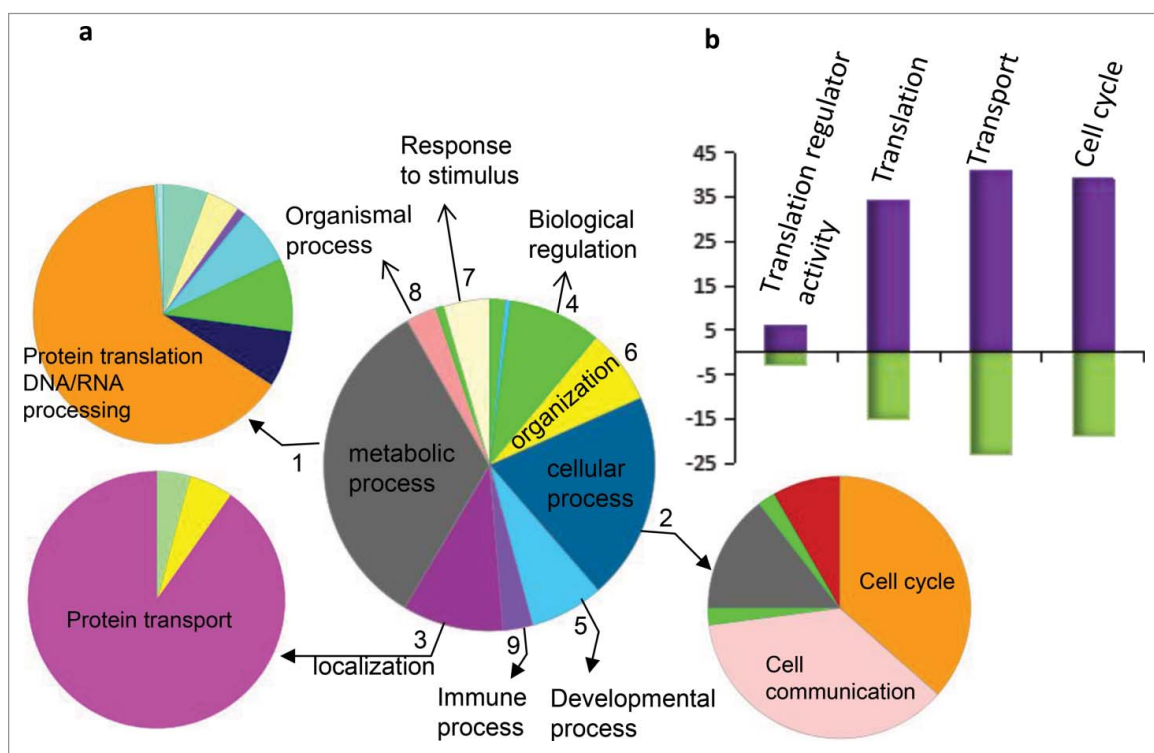 a
Response
to stimulus
Organismal
process
Biological
regulation
8
7
4
6
organization
metabolic
process
cellular
process
1
2
3
9
5
localization
Immune
process
Developmental
process
Protein translation
DNA/RNA
processing
Protein transport
Cell cycle
Cell
communication
b
Translation regulator
activity
Translation
Transport
Cell cycle
45
35
25
15
5
-5
-15
-25